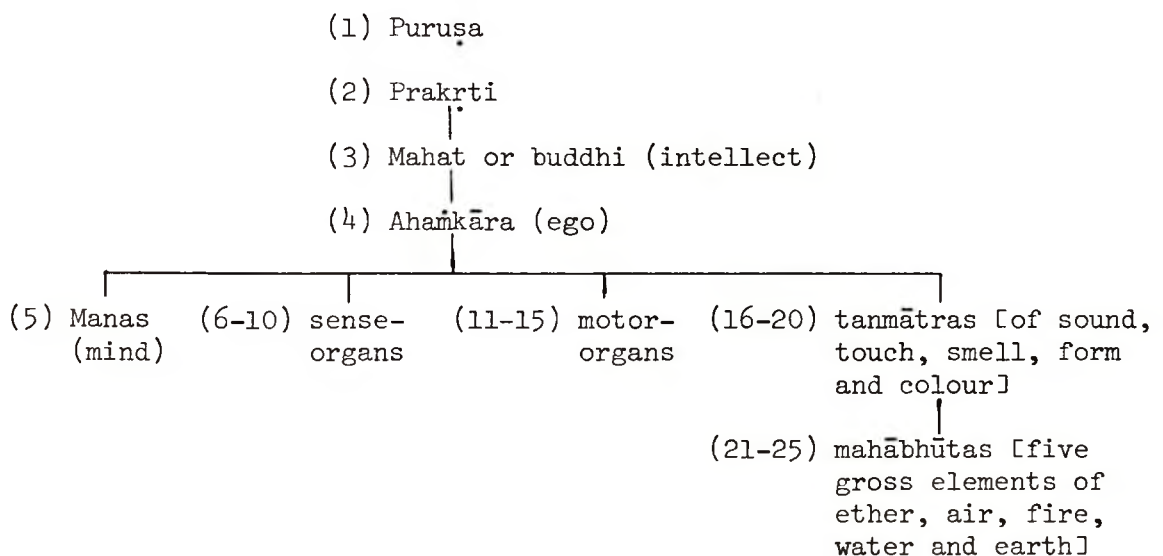 (1) Puruṣa
(2) Prakṛti
(3) Mahat or buddhi (intellect)
(4) Ahaṁkāra (ego)
(5) Manas
(mind)
(6-10) sense-
organs
(11-15) motor-
organs
(16-20) tanmātras [of sound,
touch, smell, form
and colour]
(21-25) mahābhūtas [five
gross elements of
ether, air, fire,
water and earth]